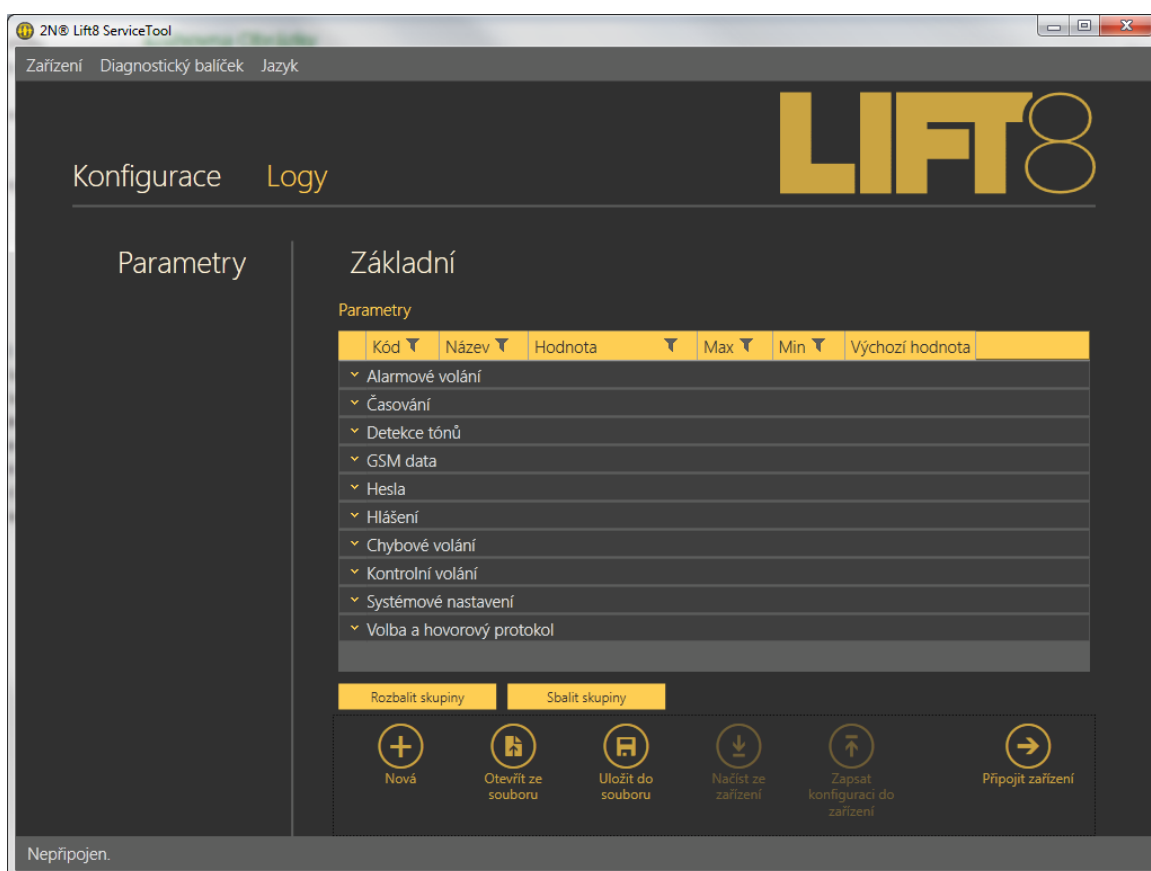 2N® Lift8 ServiceTool
Zařízení Diagnostický balíček Jazyk
LIFT8
Konfigurace Logy
Parametry
Základní
Parametry
Kód Název Hodnota Max Min Výchozí hodnota
Alarmové volání
Časování
Detekce tónů
GSM data
Hesla
Hlášení
Chybové volání
Kontrolní volání
Systémové nastavení
Volba a hovorový protokol
Rozbalit skupiny Sbalit skupiny
Nová
Otevřít ze
souboru
Uložit do
souboru
Načíst ze
zařízení
Zapsat
konfiguraci do
zařízení
Připojit zařízení
Nepřipojen.